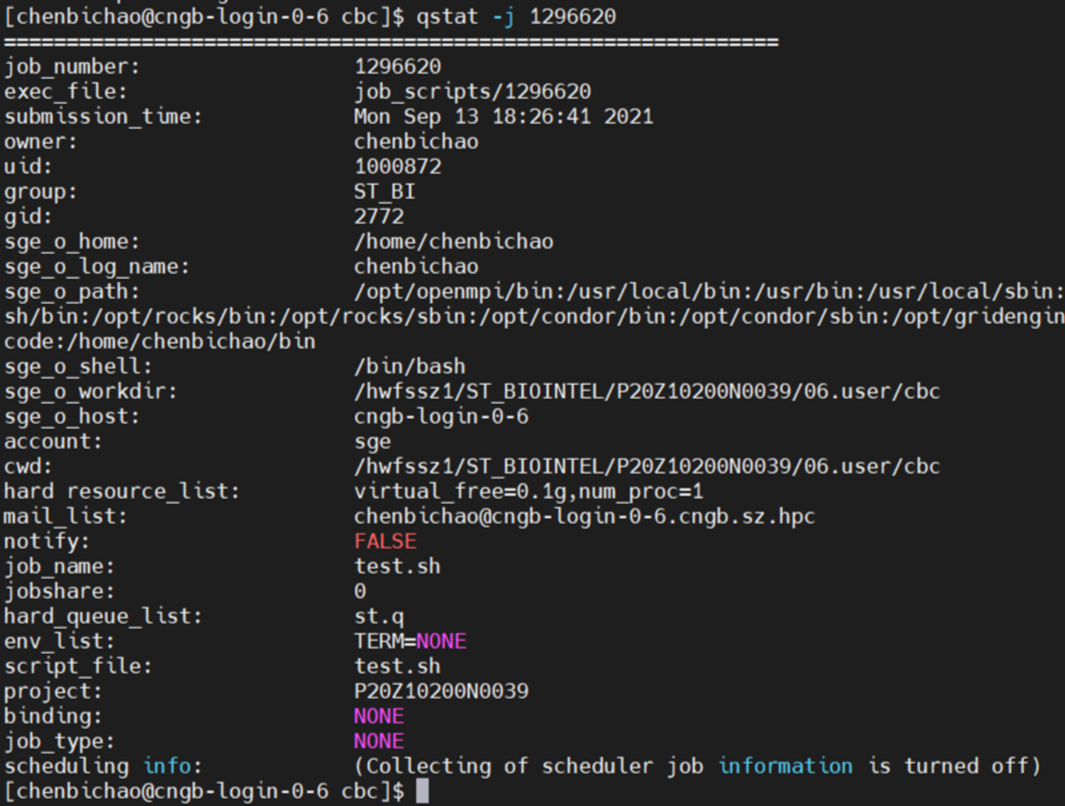 [chenbichao@cngb-login-0-6 cbc]$ qstat -j 1296620
==============================================================
job_number:                 1296620
exec_file:                  job_scripts/1296620
submission_time:            Mon Sep 13 18:26:41 2021
owner:                      chenbichao
uid:                        1000872
group:                      ST_BI
gid:                        2772
sge_o_home:                 /home/chenbichao
sge_o_log_name:             chenbichao
sge_o_path:                 /opt/openmpi/bin:/usr/local/bin:/usr/bin:/usr/local/sbin:
sh/bin:/opt/rocks/bin:/opt/rocks/sbin:/opt/condor/bin:/opt/condor/sbin:/opt/gridengin
code:/home/chenbichao/bin
sge_o_shell:                /bin/bash
sge_o_workdir:              /hwfssz1/ST_BIOINTEL/P20Z10200N0039/06.user/cbc
sge_o_host:                 cngb-login-0-6
account:                    sge
cwd:                        /hwfssz1/ST_BIOINTEL/P20Z10200N0039/06.user/cbc
hard resource_list:         virtual_free=0.1g,num_proc=1
mail_list:                  chenbichao@cngb-login-0-6.cngb.sz.hpc
notify:                     FALSE
job_name:                   test.sh
jobshare:                   0
hard_queue_list:            st.q
env_list:                   TERM=NONE
script_file:                test.sh
project:                    P20Z10200N0039
binding:                    NONE
job_type:                   NONE
scheduling info:            (Collecting of scheduler job information is turned off)
[chenbichao@cngb-login-0-6 cbc]$